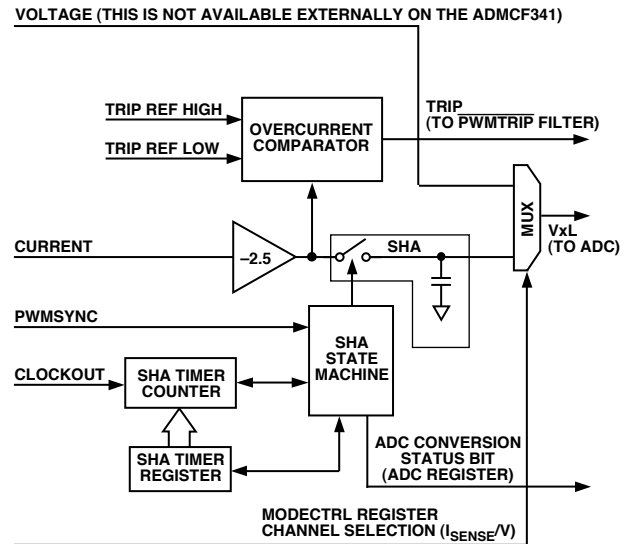 VOLTAGE (THIS IS NOT AVAILABLE EXTERNALLY ON THE ADMCF341)
TRIP REF HIGH
TRIP REF LOW
OVERCURRENT
COMPARATOR
TRIP
(TO PWMTRIP FILTER)
MUX
VxL
(TO ADC)
CURRENT
–2.5
SHA
PWMSYNC
SHA
STATE
MACHINE
CLOCKOUT
SHA TIMER
COUNTER
SHA TIMER
REGISTER
ADC CONVERSION
STATUS BIT
(ADC REGISTER)
MODECTRL REGISTER
CHANNEL SELECTION (ISENSE/V)